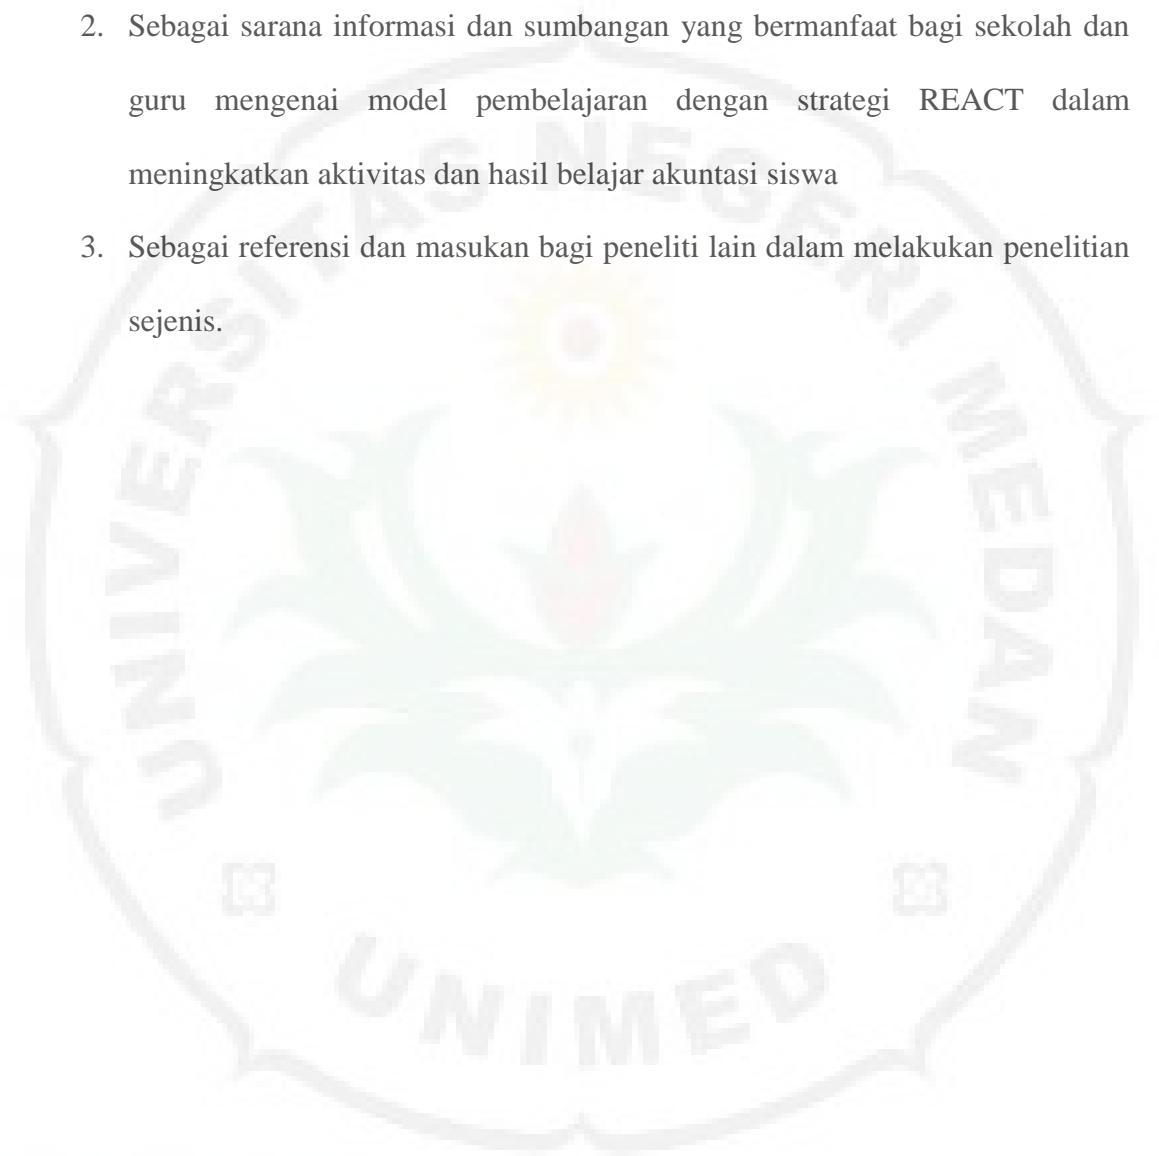 2. Sebagai sarana informasi dan sumbangan yang bermanfaat bagi sekolah dan
guru mengenai model pembelajaran dengan strategi REACT dalam
meningkatkan aktivitas dan hasil belajar akuntasi siswa
3. Sebagai referensi dan masukan bagi peneliti lain dalam melakukan penelitian
sejenis.
UNIVERSITAS NEGERI MEDAN
UNIMED